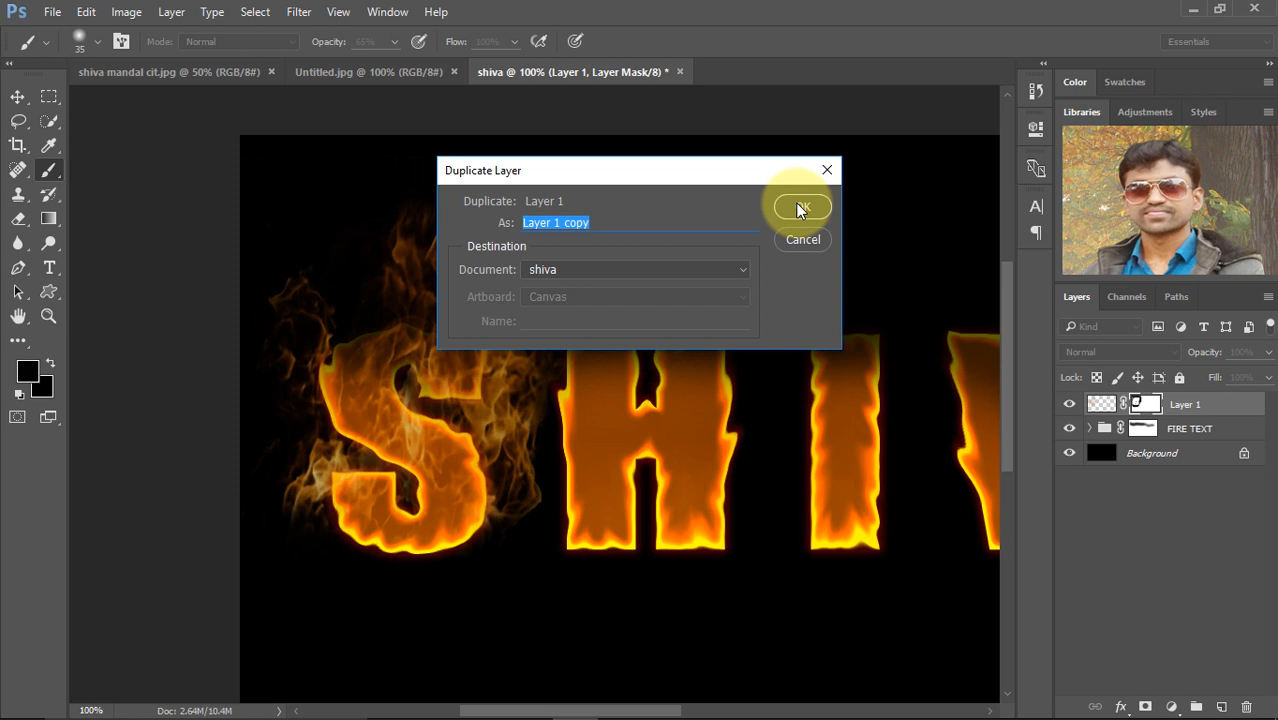 Ps File Edit Image Layer Type Select Filter 3D View Window Help
35 Mode: Normal Opacity: 65% Flow: 100% Essentials
shiva mandal cit.jpg @ 50% (RGB/8#) × Untitled.jpg @ 100% (RGB/8#) × shiva @ 100% (Layer 1, Layer Mask/8) * ×
Color Swatches
Libraries Adjustments Styles
Duplicate Layer
Duplicate: Layer 1
OK
As: Layer 1 copy
Cancel
Destination
Document: shiva
Artboard: Canvas
Name:
SHI
Layers Channels Paths
Kind
Normal Opacity: 100%
Lock: Fill: 100%
Layer 1
FIRE TEXT
Background
100% Doc: 2.64M/10.4M